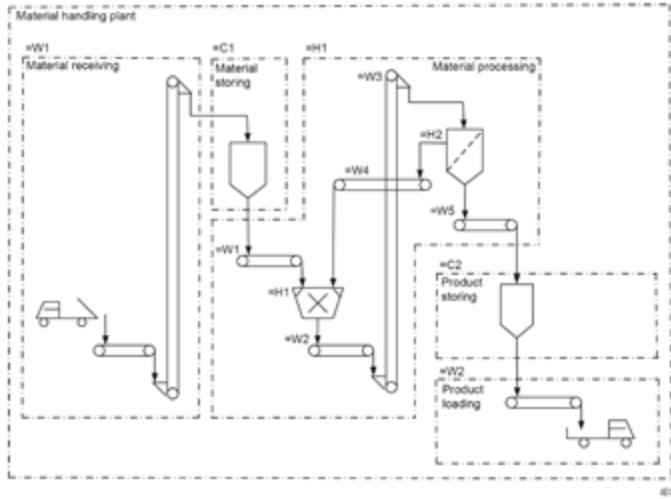 Material handling plant
=W1
Material receiving
=C1
Material
storing
=H1
Material processing
=W3
=H2
=W4
=W5
=W1
=H1
=W2
=C2
Product
storing
=W2
Product
loading